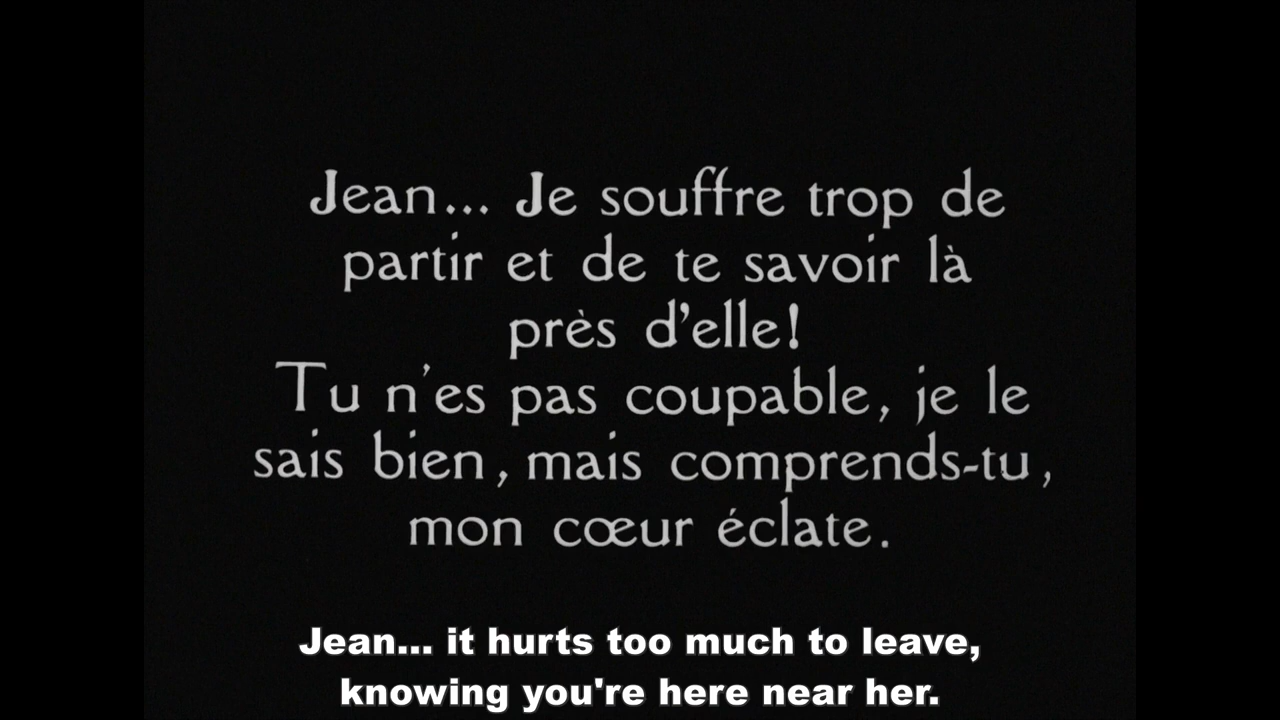 Jean... Je souffre trop de
partir et de te savoir là
près d'elle!
Tu n'es pas coupable, je le
sais bien, mais comprends-tu,
mon cœur éclate.
Jean... it hurts too much to leave,
knowing you're here near her.